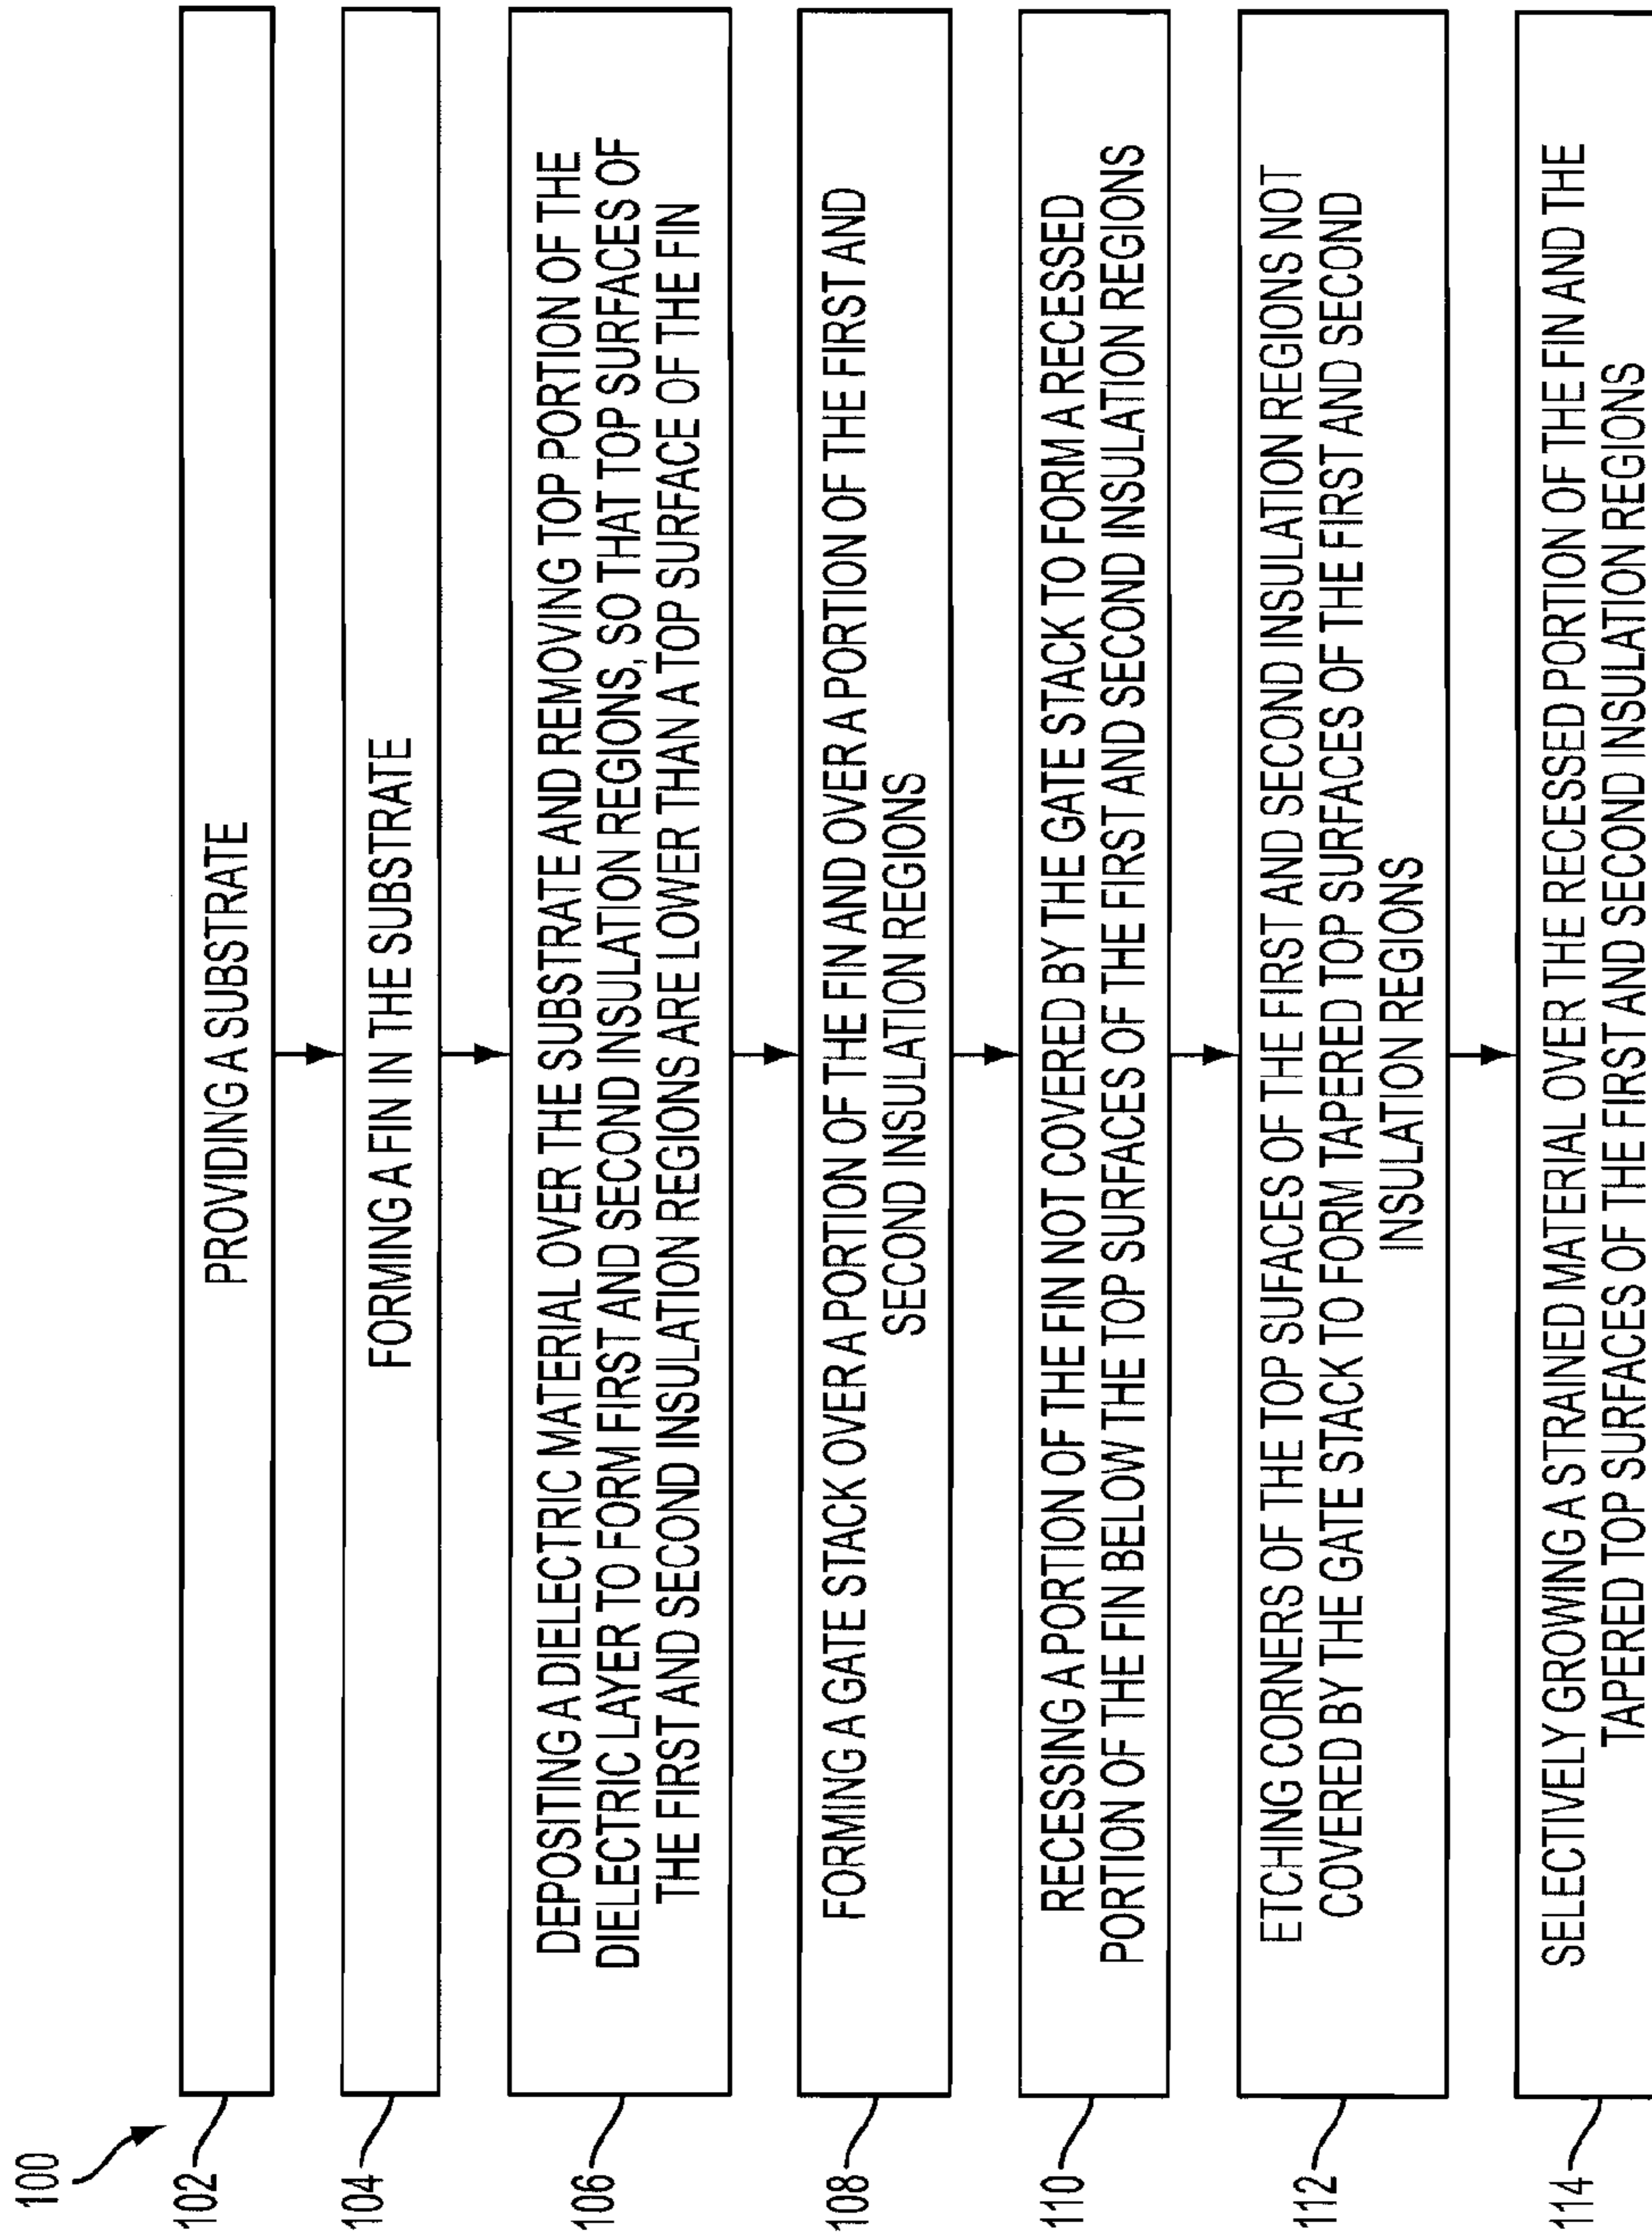 100
102
PROVIDING A SUBSTRATE
104
FORMING A FIN IN THE SUBSTRATE
106
DEPOSITING A DIELECTRIC MATERIAL OVER THE SUBSTRATE AND REMOVING TOP PORTION OF THE
DIELECTRIC LAYER TO FORM FIRST AND SECOND INSULATION REGIONS, SO THAT TOP SURFACES OF
THE FIRST AND SECOND INSULATION REGIONS ARE LOWER THAN A TOP SURFACE OF THE FIN
108
FORMING A GATE STACK OVER A PORTION OF THE FIN AND OVER A PORTION OF THE FIRST AND
SECOND INSULATION REGIONS
110
RECESSING A PORTION OF THE FIN NOT COVERED BY THE GATE STACK TO FORM A RECESSED
PORTION OF THE FIN BELOW THE TOP SURFACES OF THE FIRST AND SECOND INSULATION REGIONS
112
ETCHING CORNERS OF THE TOP SUFACES OF THE FIRST AND SECOND INSULATION REGIONS NOT
COVERED BY THE GATE STACK TO FORM TAPERED TOP SURFACES OF THE FIRST AND SECOND
INSULATION REGIONS
114
SELECTIVELY GROWING A STRAINED MATERIAL OVER THE RECESSED PORTION OF THE FIN AND THE
TAPERED TOP SURFACES OF THE FIRST AND SECOND INSULATION REGIONS